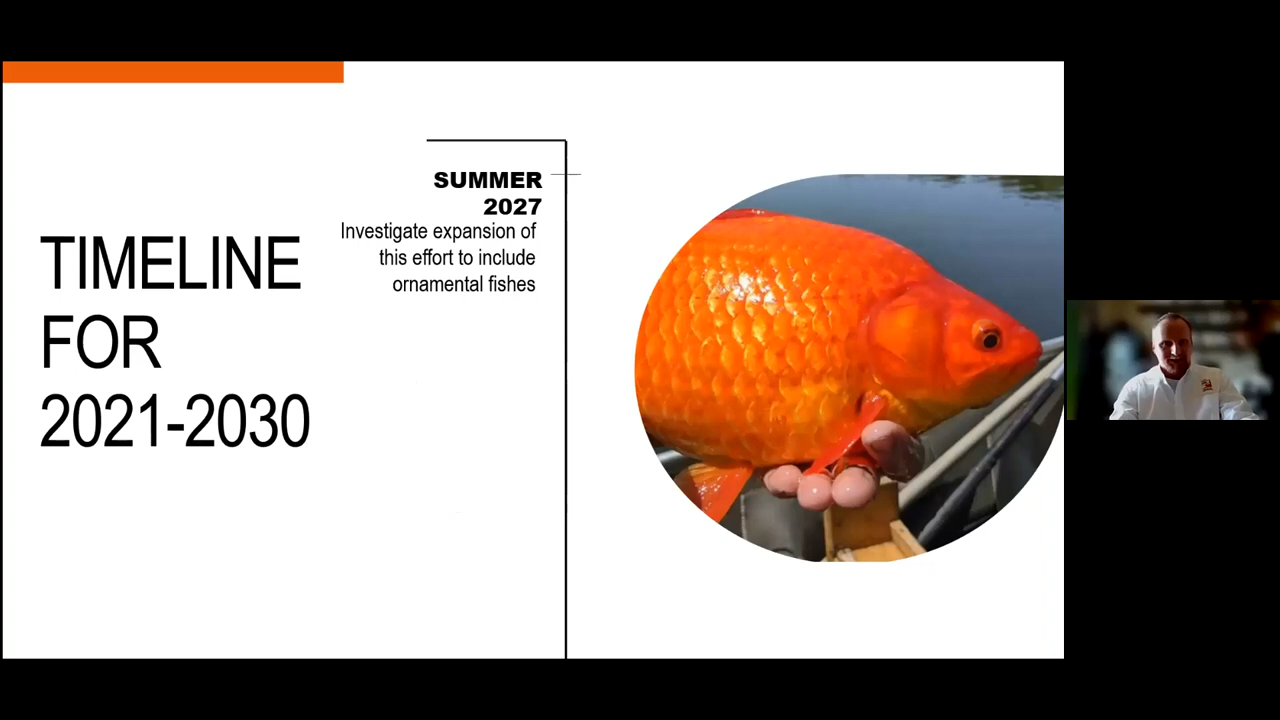 TIMELINE
FOR
2021-2030
SUMMER
2027
Investigate expansion of
this effort to include
ornamental fishes